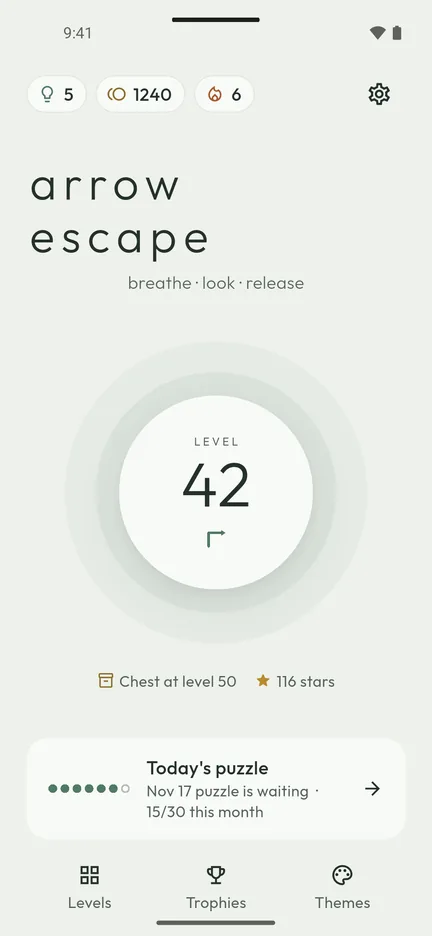 9:41
5 1240 6
arrow
escape
breathe · look · release
LEVEL
42
Chest at level 50 116 stars
Today's puzzle
Nov 17 puzzle is waiting ·
15/30 this month
Levels Trophies Themes